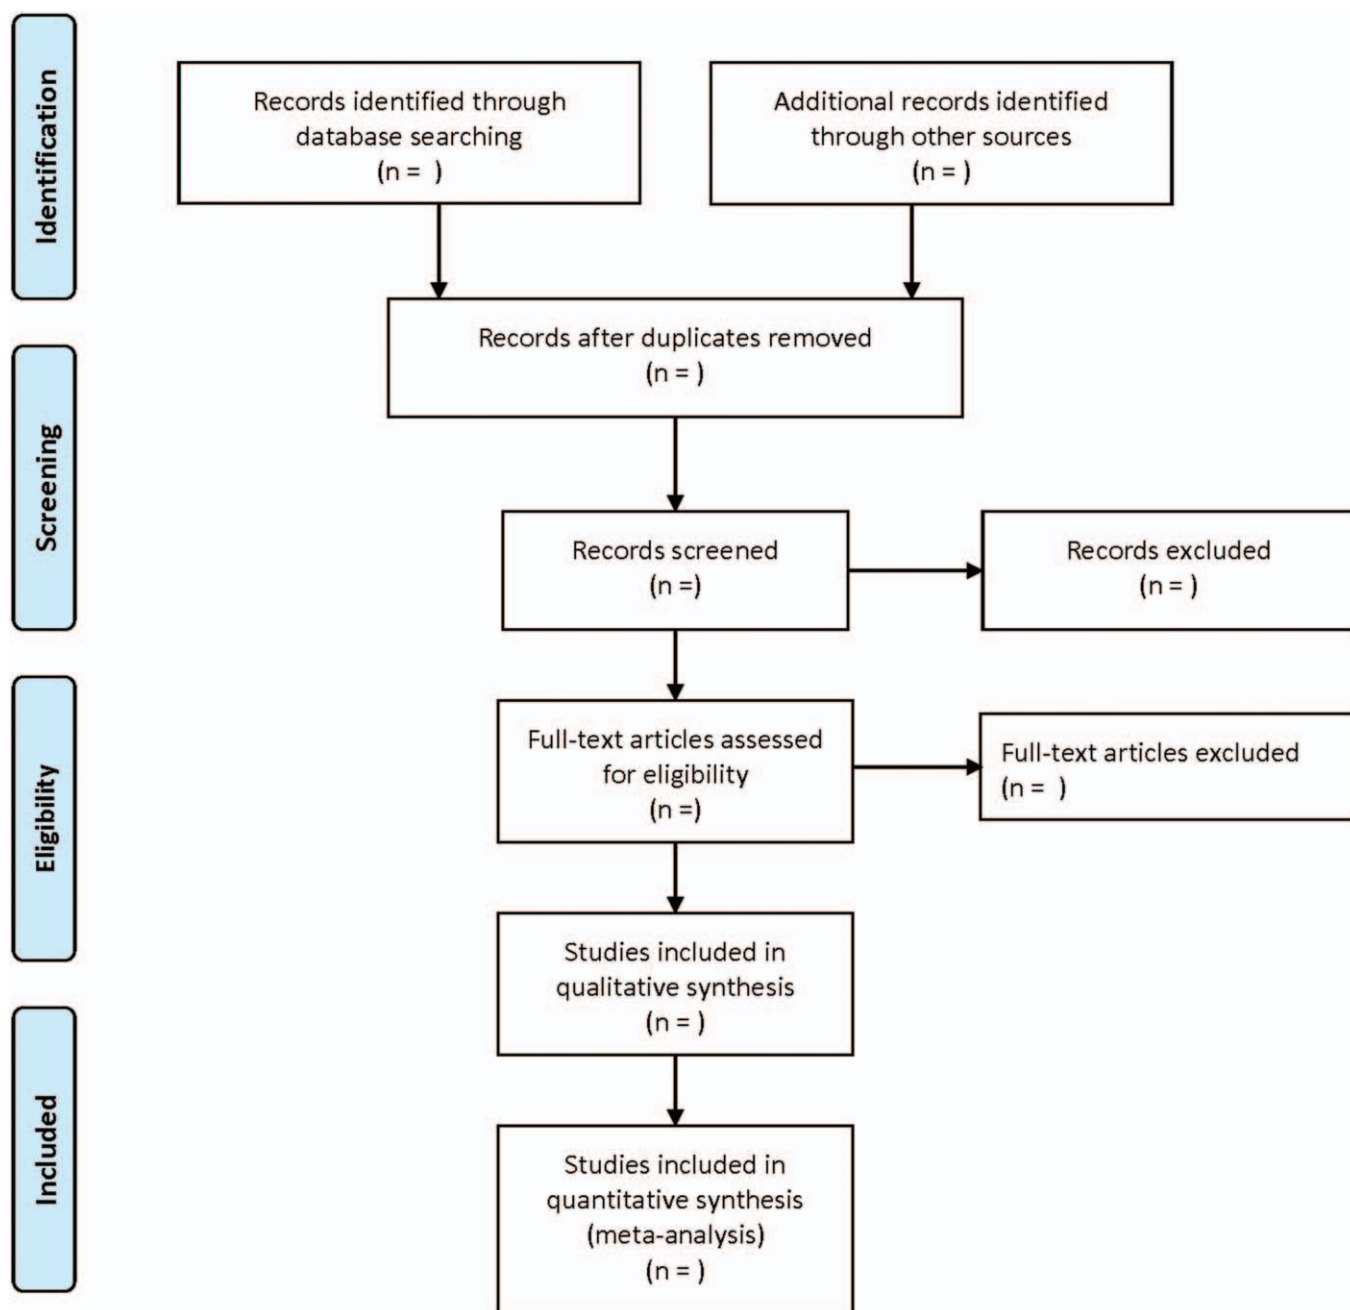 Identification
Records identified through
database searching
(n =  )
Additional records identified
through other sources
(n = )
Records after duplicates removed
(n = )
Screening
Records screened
(n =)
Records excluded
(n = )
Eligibility
Full-text articles assessed
for eligibility
(n =)
Full-text articles excluded
(n =  )
Studies included in
qualitative synthesis
(n = )
Included
Studies included in
quantitative synthesis
(meta-analysis)
(n = )